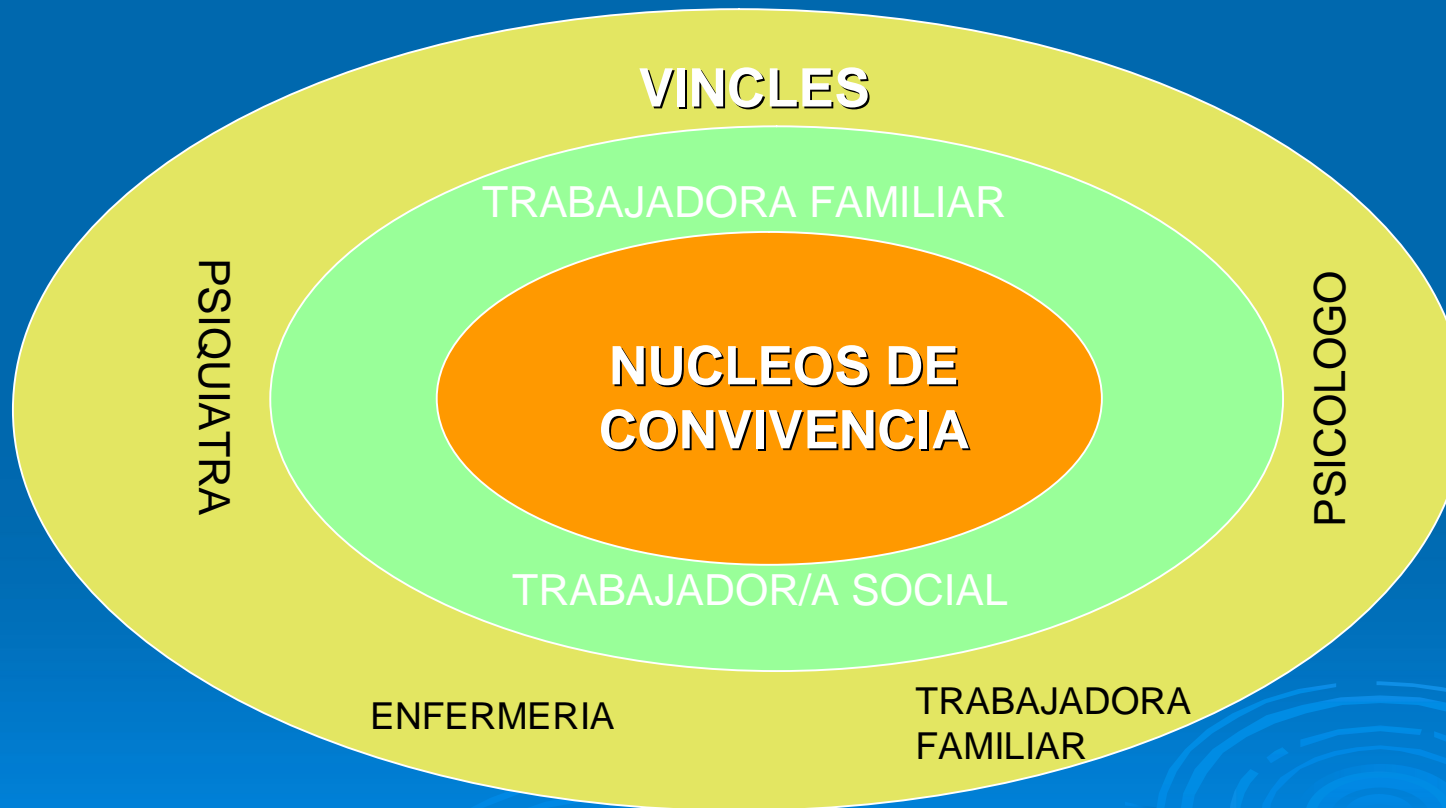 VINCLES
TRABAJADORA FAMILIAR
PSIQUIATRA
NUCLEOS DE
CONVIVENCIA
PSICOLOGO
TRABAJADOR/A SOCIAL
ENFERMERIA
TRABAJADORA
FAMILIAR